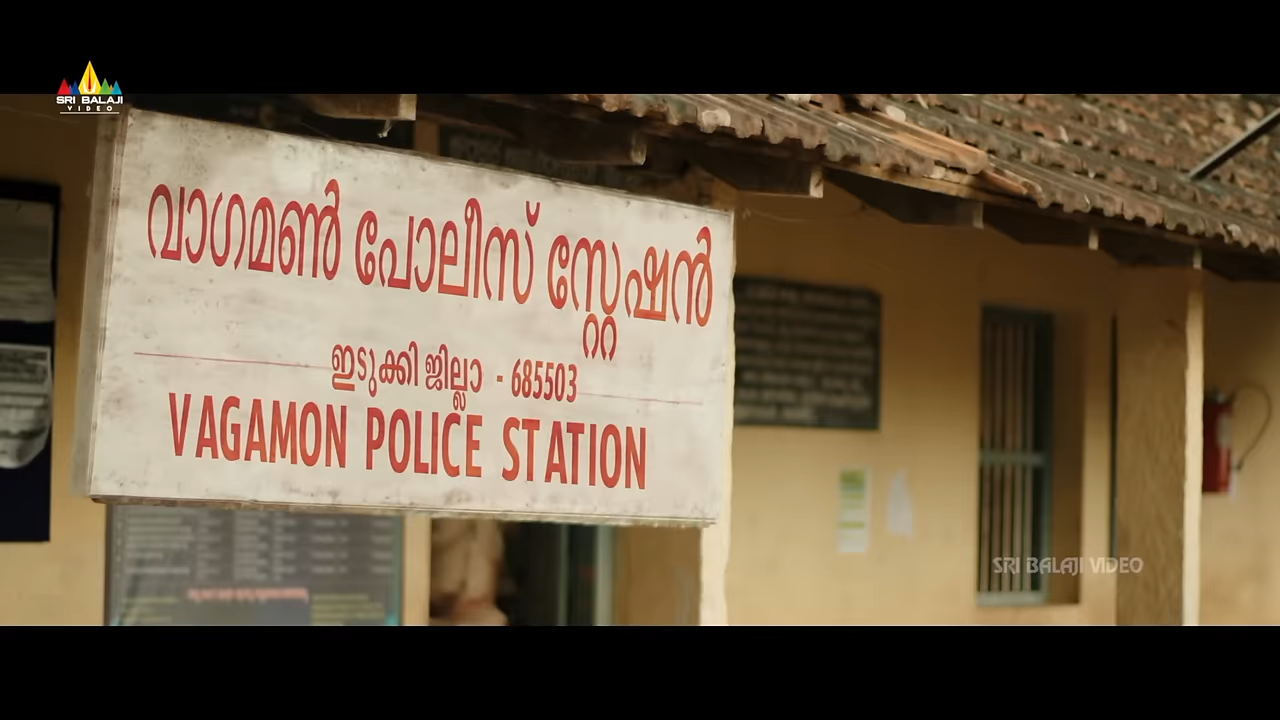 SRI BALAJI
VIDEO
വാഗമൺ പോലീസ് സ്റ്റേഷൻ
ഇടുക്കി ജില്ലാ - 685503
VAGAMON POLICE STATION
SRI BALAJI VIDEO